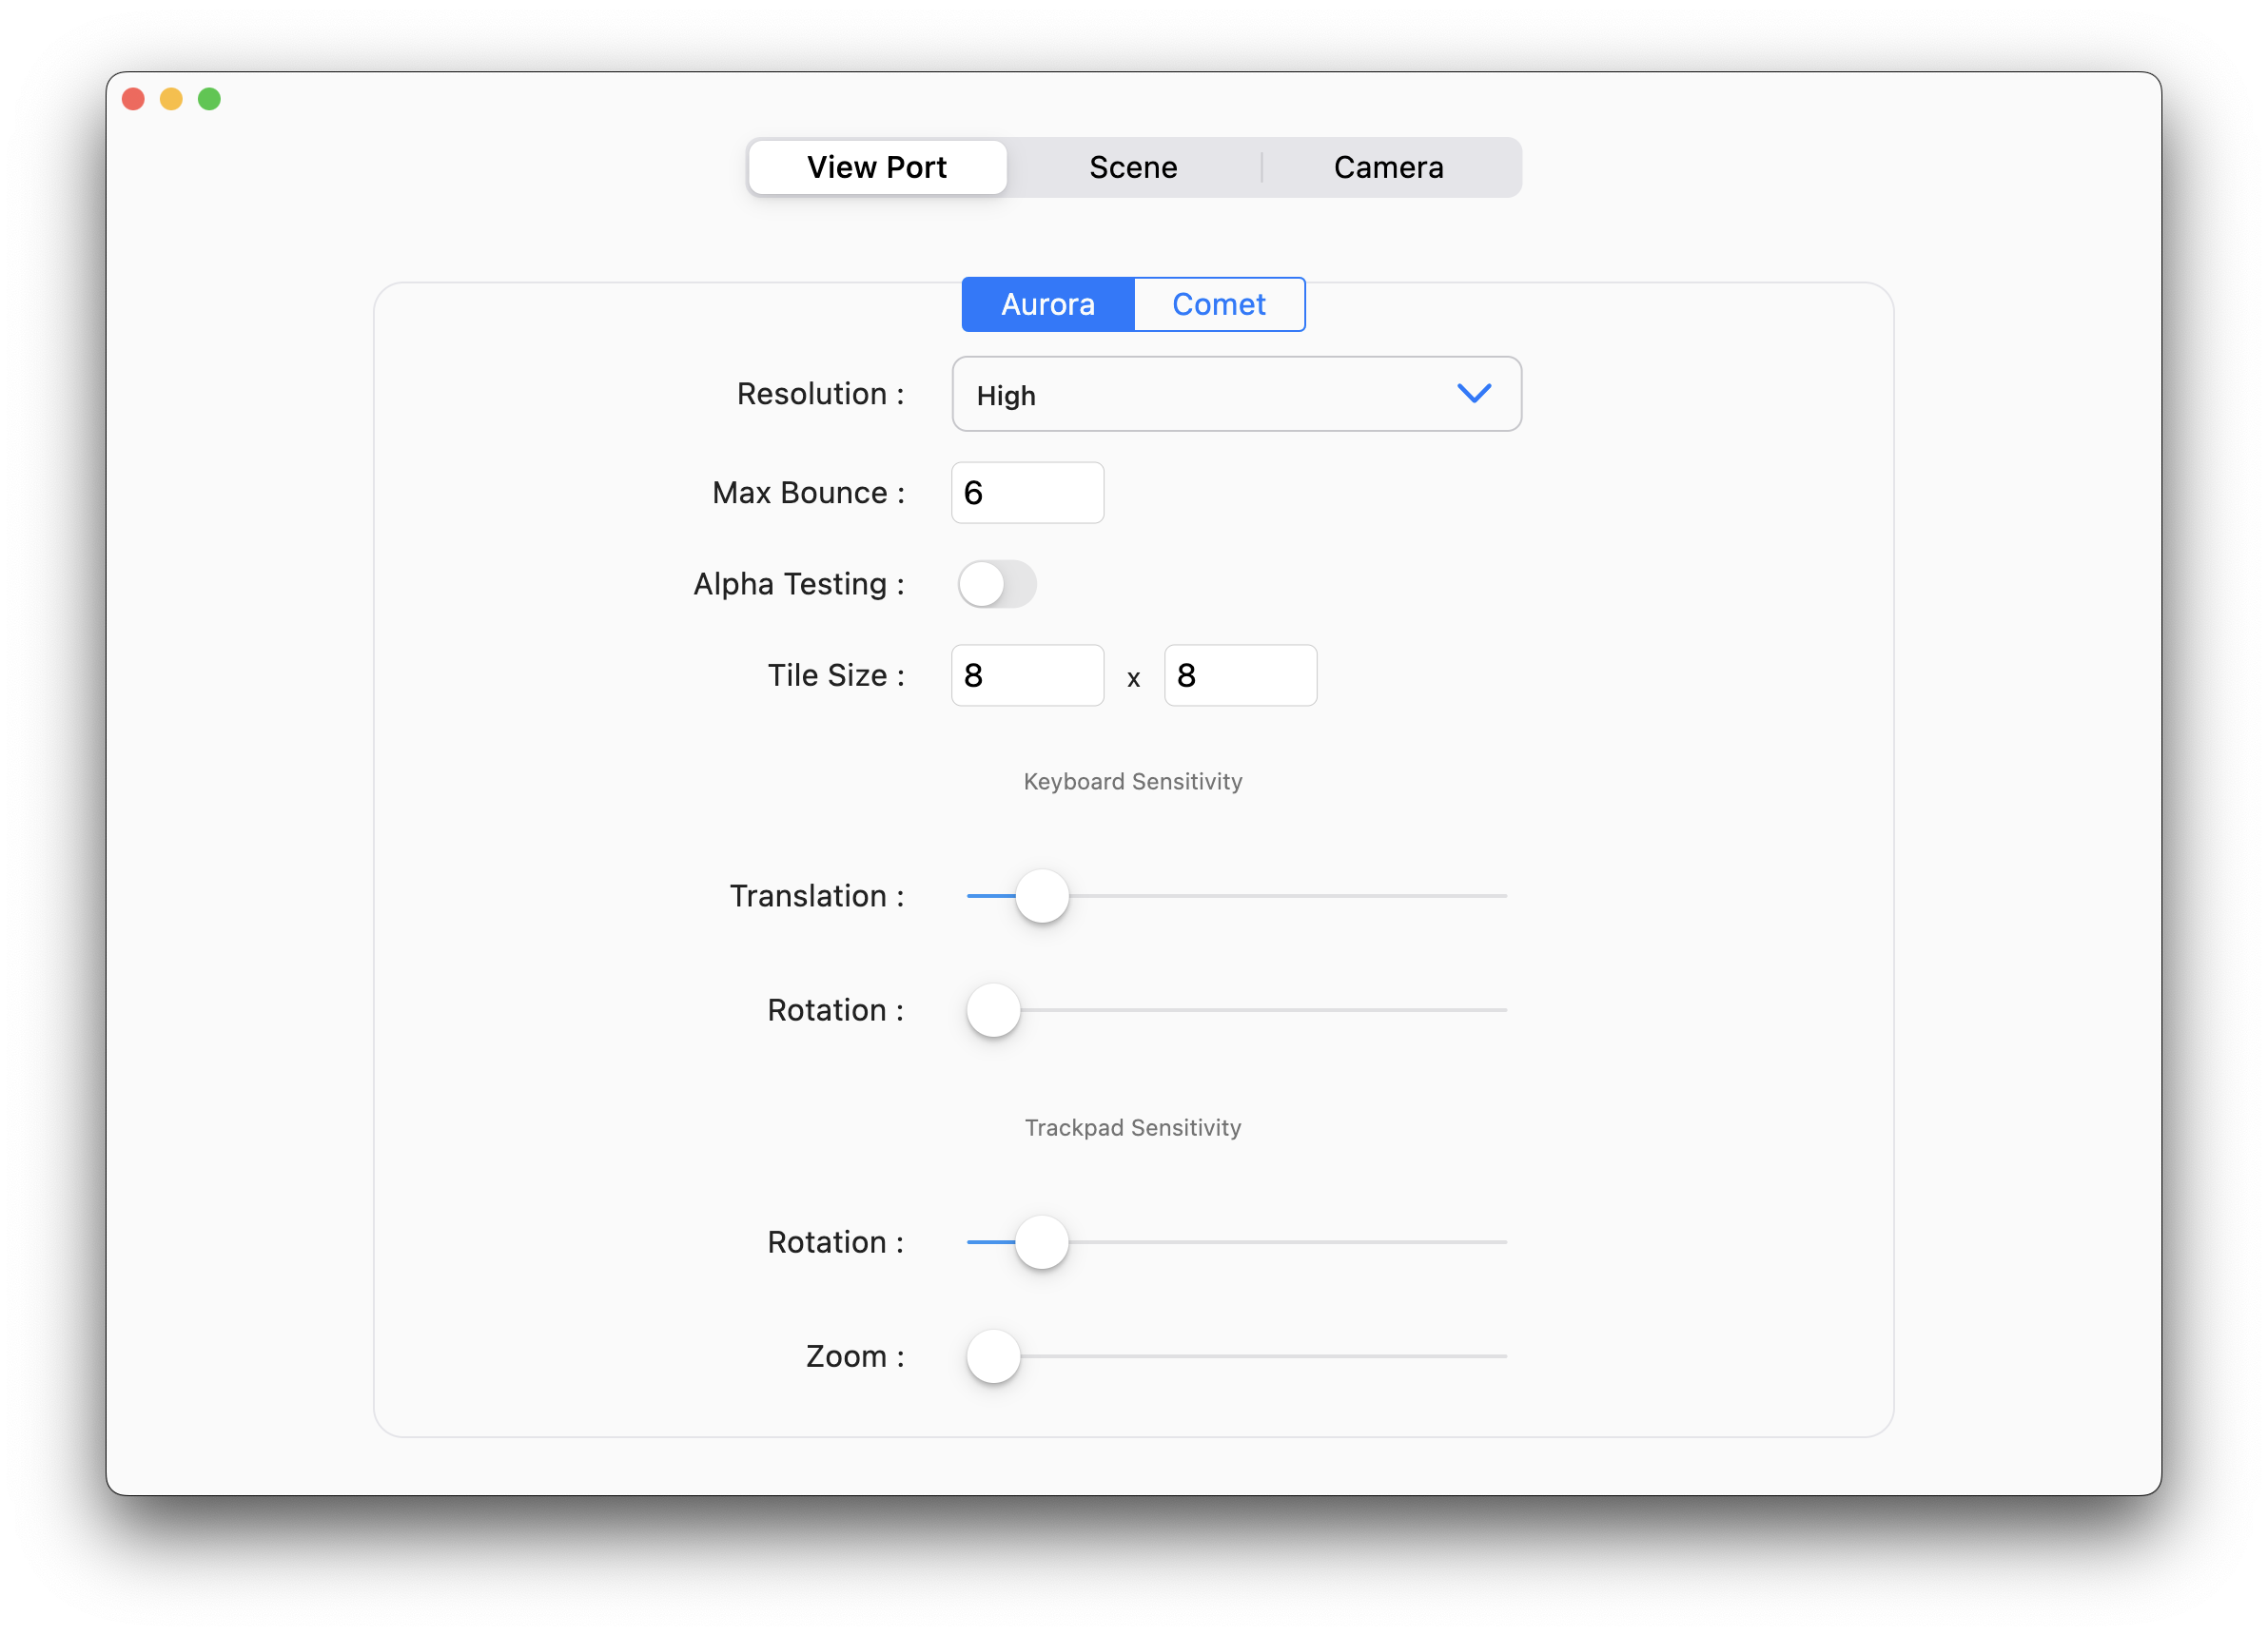 View Port Scene Camera
Aurora Comet
Resolution : High
Max Bounce : 6
Alpha Testing :
Tile Size : 8 x 8
Keyboard Sensitivity
Translation :
Rotation :
Trackpad Sensitivity
Rotation :
Zoom :